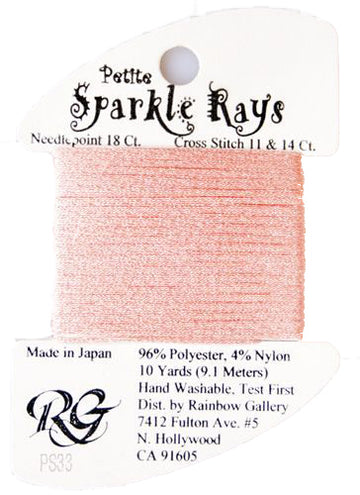 Petite
Sparkle Rays
Needlepoint 18 Ct. Cross Stitch 11 & 14 Ct.
Made in Japan
RG
PS33
96% Polyester, 4% Nylon
10 Yards (9.1 Meters)
Hand Washable, Test First
Dist. by Rainbow Gallery
7412 Fulton Ave. #5
N. Hollywood
CA 91605